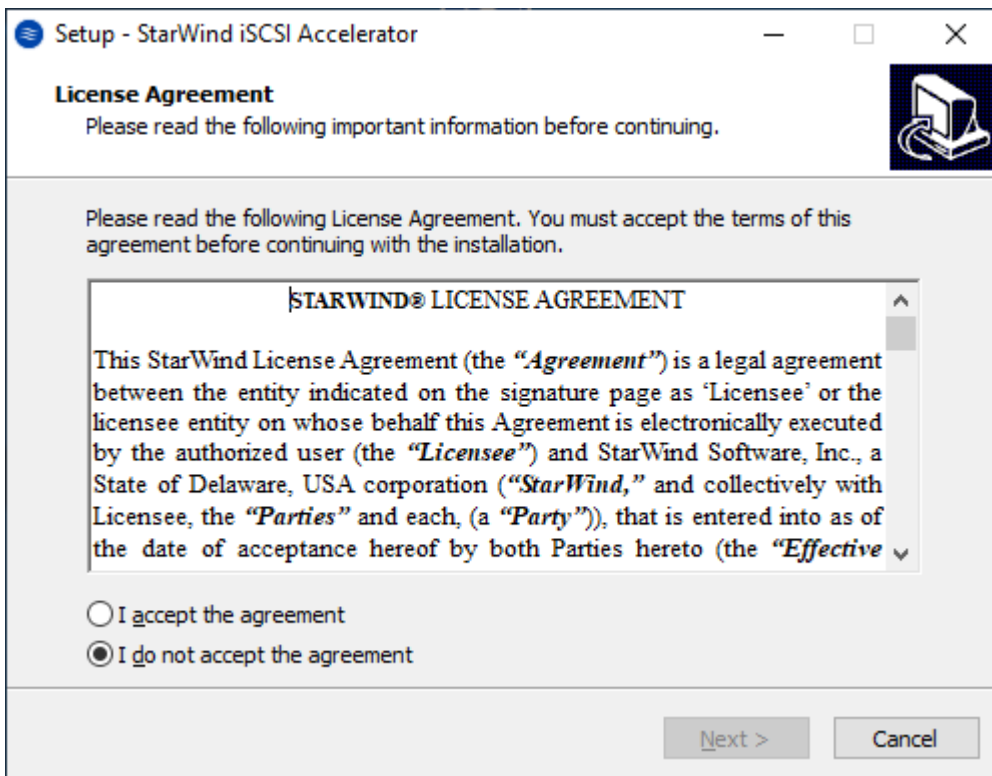 Setup - StarWind iSCSI Accelerator
License Agreement
Please read the following important information before continuing.
Please read the following License Agreement. You must accept the terms of this
agreement before continuing with the installation.
STARWIND® LICENSE AGREEMENT
This StarWind License Agreement (the “Agreement”) is a legal agreement
between the entity indicated on the signature page as ‘Licensee’ or the
licensee entity on whose behalf this Agreement is electronically executed
by the authorized user (the “Licensee”) and StarWind Software, Inc., a
State of Delaware, USA corporation (“StarWind,” and collectively with
Licensee, the “Parties” and each, (a “Party”)), that is entered into as of
the date of acceptance hereof by both Parties hereto (the “Effective
I accept the agreement
I do not accept the agreement
Next >
Cancel